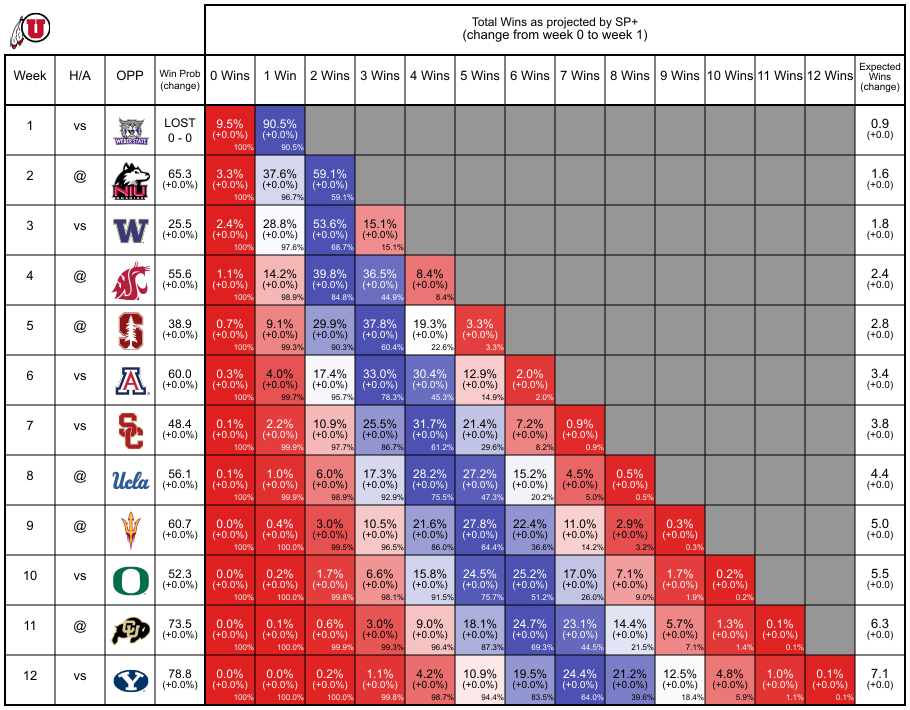 U
Total Wins as projected by SP+
(change from week 0 to week 1)
Week H/A OPP Win Prob (change) 0 Wins 1 Win 2 Wins 3 Wins 4 Wins 5 Wins 6 Wins 7 Wins 8 Wins 9 Wins 10 Wins 11 Wins 12 Wins Expected Wins (change)
1 vs WEBER STATE LOST 9.5% 90.5% 0.9
0 - 0 (+0.0%) (+0.0%) (+0.0)
100% 90.5%
2 @ NIU HUSKIES 65.3 3.3% 37.6% 59.1% 1.6
(+0.0%) (+0.0%) (+0.0%) (+0.0%) (+0.0)
100% 96.7% 59.1%
3 vs W 25.5 2.4% 28.8% 53.6% 15.1% 1.8
(+0.0%) (+0.0%) (+0.0%) (+0.0%) (+0.0%) (+0.0)
100% 97.6% 68.7% 15.1%
4 @ 55.6 1.1% 14.2% 39.8% 36.5% 8.4% 2.4
(+0.0%) (+0.0%) (+0.0%) (+0.0%) (+0.0%) (+0.0%) (+0.0)
100% 98.9% 84.8% 44.9% 8.4%
5 @ S 38.9 0.7% 9.1% 29.9% 37.8% 19.3% 3.3% 2.8
(+0.0%) (+0.0%) (+0.0%) (+0.0%) (+0.0%) (+0.0%) (+0.0%) (+0.0)
100% 99.3% 90.3% 60.4% 22.6% 3.3%
6 vs A 60.0 0.3% 4.0% 17.4% 33.0% 30.4% 12.9% 2.0% 3.4
(+0.0%) (+0.0%) (+0.0%) (+0.0%) (+0.0%) (+0.0%) (+0.0%) (+0.0%) (+0.0)
100% 99.7% 95.7% 78.3% 45.3% 14.9% 2.0%
7 vs SC 48.4 0.1% 2.2% 10.9% 25.5% 31.7% 21.4% 7.2% 0.9% 3.8
(+0.0%) (+0.0%) (+0.0%) (+0.0%) (+0.0%) (+0.0%) (+0.0%) (+0.0%) (+0.0%) (+0.0)
100% 99.9% 97.7% 86.7% 61.2% 29.6% 8.2% 0.9%
8 @ Ucla 56.1 0.1% 1.0% 6.0% 17.3% 28.2% 27.2% 15.2% 4.5% 0.5% 4.4
(+0.0%) (+0.0%) (+0.0%) (+0.0%) (+0.0%) (+0.0%) (+0.0%) (+0.0%) (+0.0%) (+0.0%) (+0.0)
100% 99.9% 98.9% 92.9% 75.5% 47.3% 20.2% 5.0% 0.5%
9 @ 60.7 0.0% 0.4% 3.0% 10.5% 21.6% 27.8% 22.4% 11.0% 2.9% 0.3% 5.0
(+0.0%) (+0.0%) (+0.0%) (+0.0%) (+0.0%) (+0.0%) (+0.0%) (+0.0%) (+0.0%) (+0.0%) (+0.0%) (+0.0)
100% 100.0% 99.5% 96.5% 86.0% 64.4% 36.6% 14.2% 3.2% 0.3%
10 vs O 52.3 0.0% 0.2% 1.7% 6.6% 15.8% 24.5% 25.2% 17.0% 7.1% 1.7% 0.2% 5.5
(+0.0%) (+0.0%) (+0.0%) (+0.0%) (+0.0%) (+0.0%) (+0.0%) (+0.0%) (+0.0%) (+0.0%) (+0.0%) (+0.0%) (+0.0)
100% 100.0% 99.8% 98.1% 91.5% 75.7% 51.2% 26.0% 9.0% 1.9% 0.2%
11 @ CU 73.5 0.0% 0.1% 0.6% 3.0% 9.0% 18.1% 24.7% 23.1% 14.4% 5.7% 1.3% 0.1% 6.3
(+0.0%) (+0.0%) (+0.0%) (+0.0%) (+0.0%) (+0.0%) (+0.0%) (+0.0%) (+0.0%) (+0.0%) (+0.0%) (+0.0%) (+0.0%) (+0.0)
100% 100.0% 99.9% 99.3% 96.4% 87.3% 69.3% 44.5% 21.5% 7.1% 1.4% 0.1%
12 vs Y 78.8 0.0% 0.0% 0.2% 1.1% 4.2% 10.9% 19.5% 24.4% 21.2% 12.5% 4.8% 1.0% 0.1% 7.1
(+0.0%) (+0.0%) (+0.0%) (+0.0%) (+0.0%) (+0.0%) (+0.0%) (+0.0%) (+0.0%) (+0.0%) (+0.0%) (+0.0%) (+0.0%) (+0.0%) (+0.0)
100% 100.0% 100.0% 99.8% 98.7% 94.4% 83.5% 64.0% 39.6% 18.4% 5.9% 1.1% 0.1%